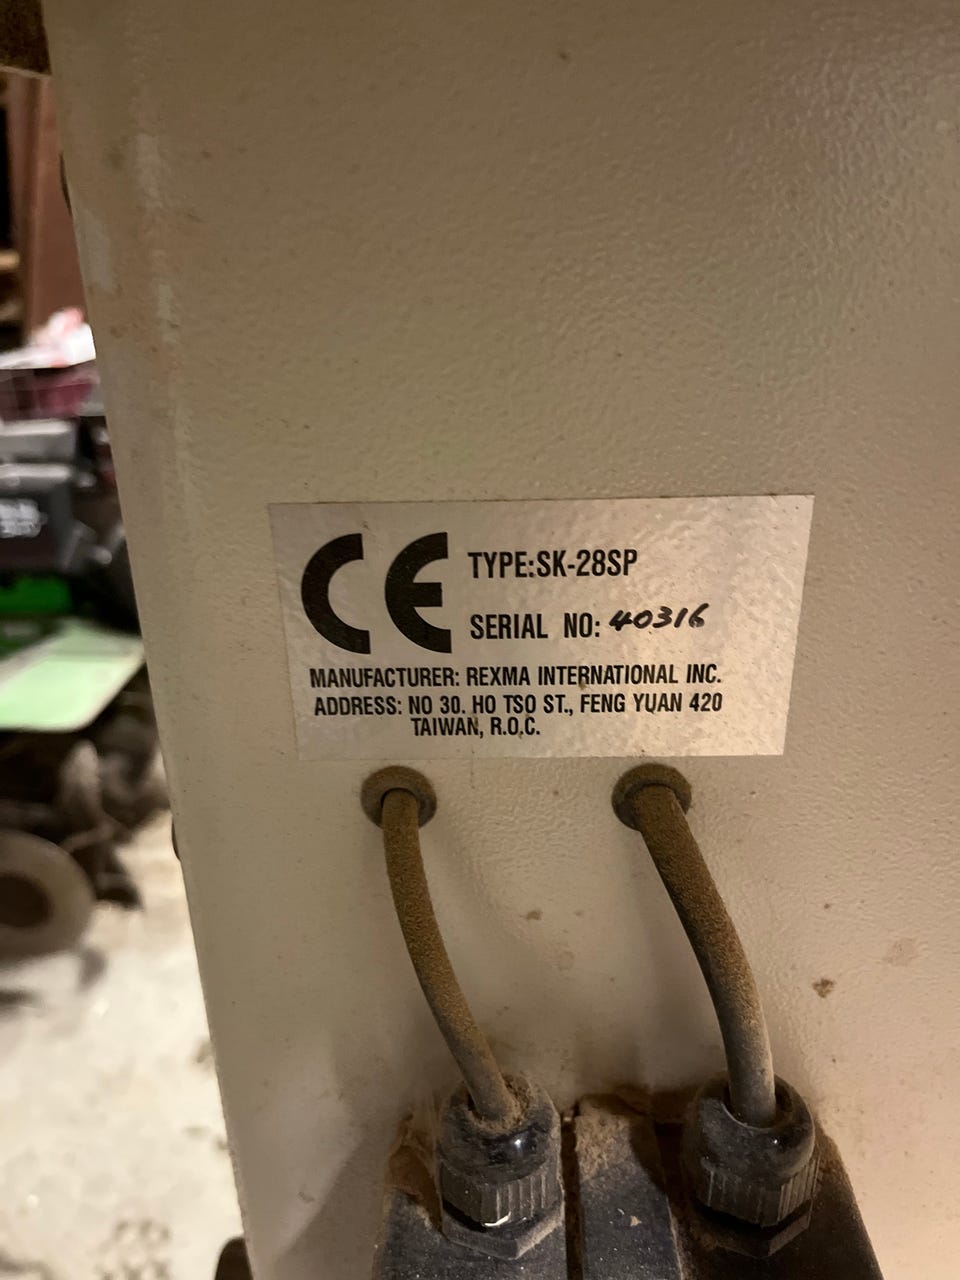 CE
TYPE:SK-28SP
SERIAL NO: 40316
MANUFACTURER: REXMA INTERNATIONAL INC.
ADDRESS: NO 30. HO TSO ST., FENG YUAN 420
TAIWAN, R.O.C.